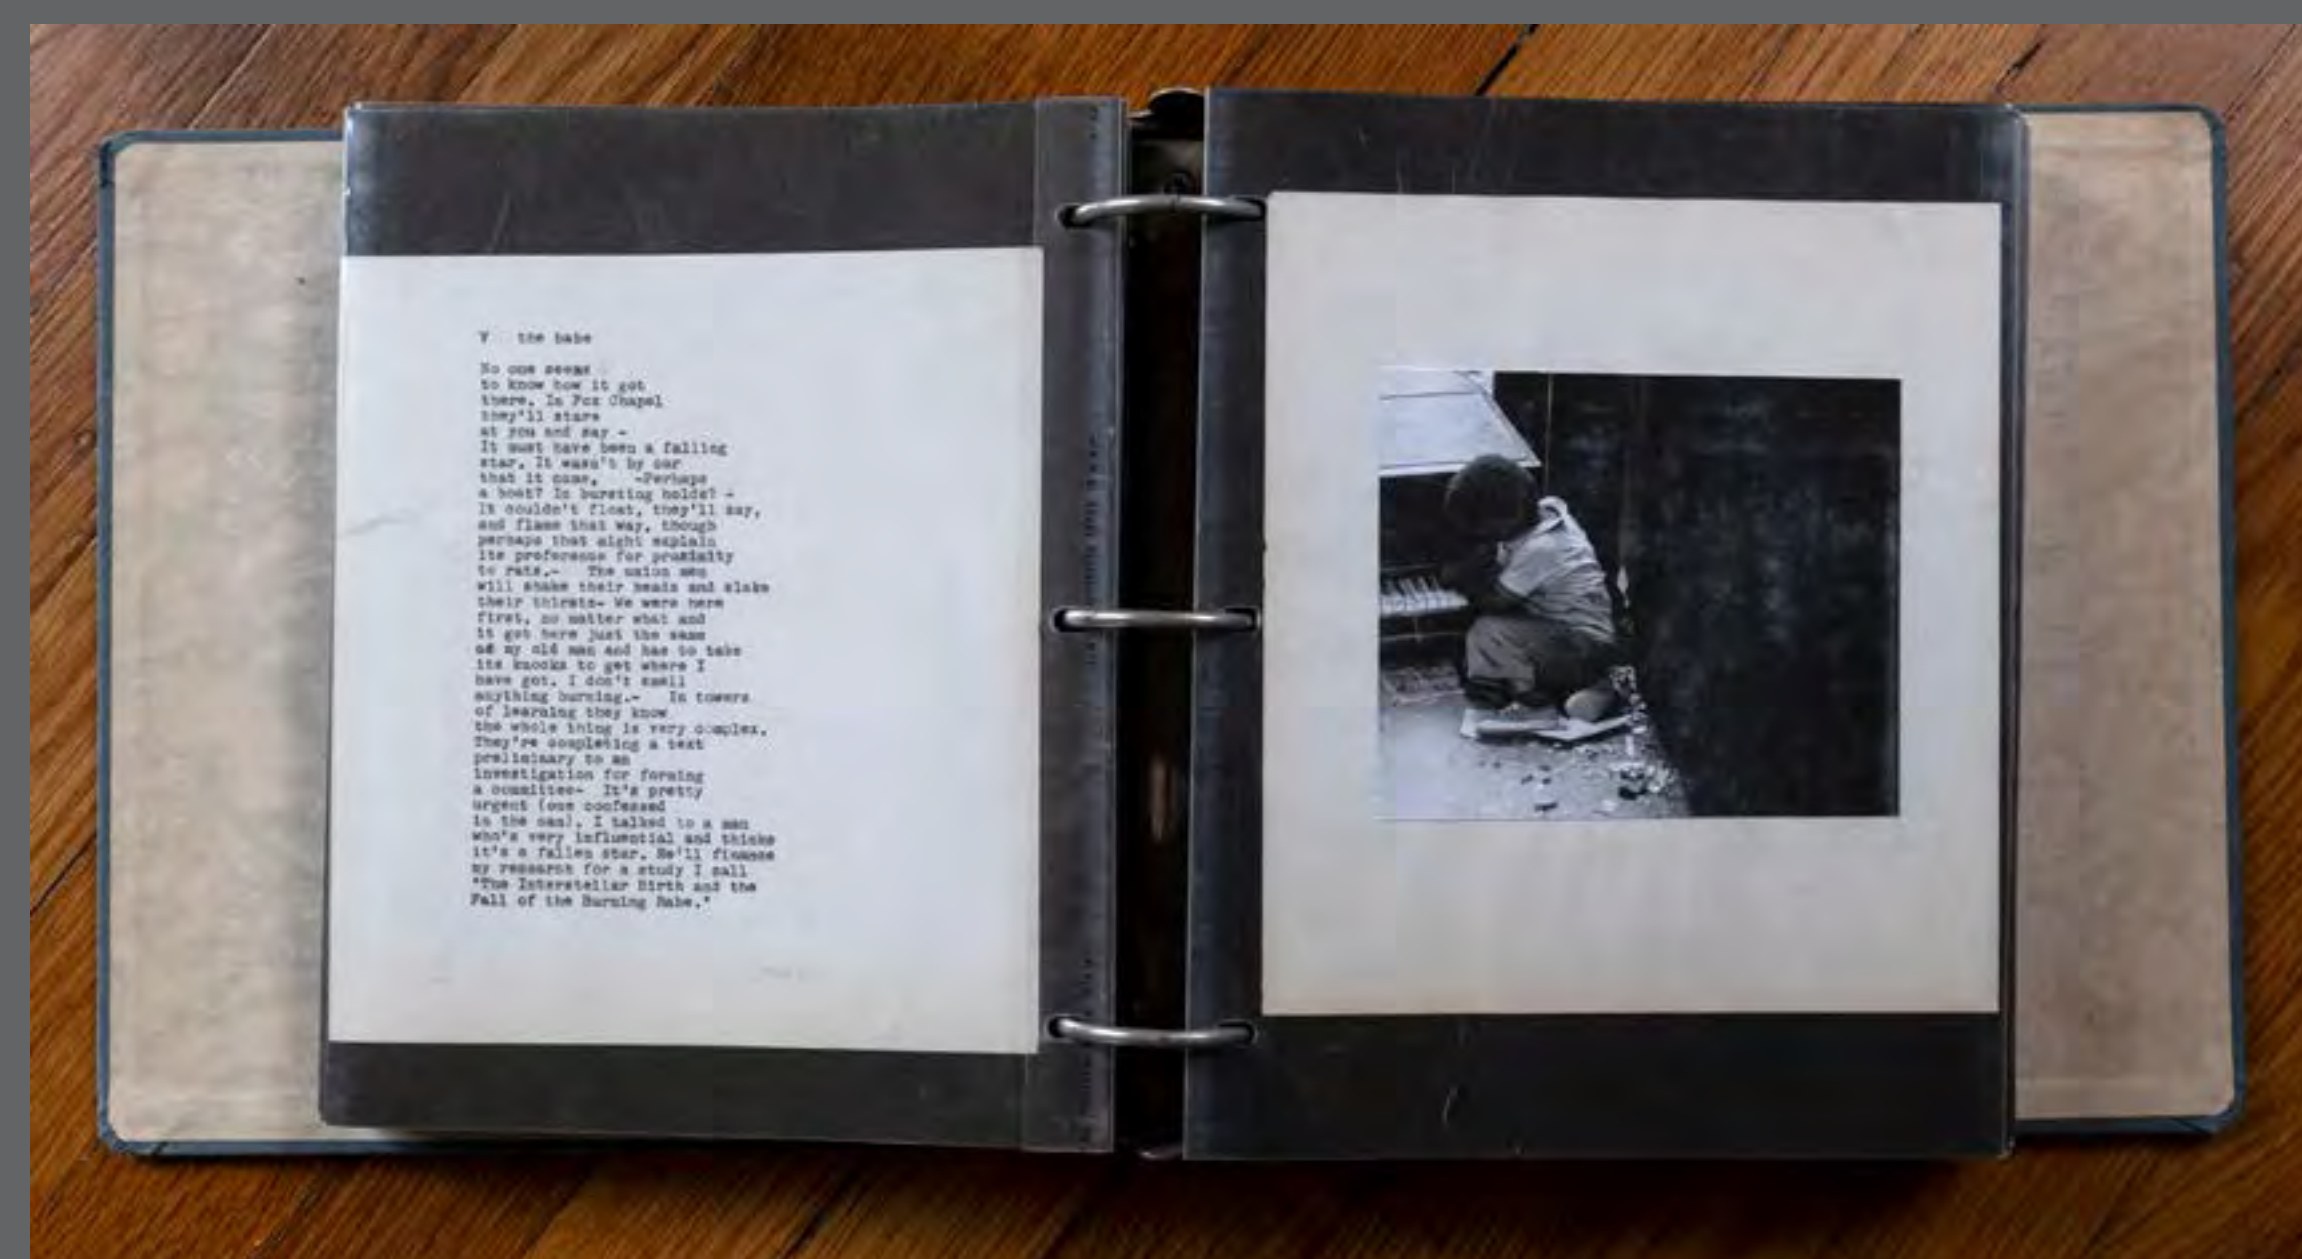 V   the babe
No one seems
to know how it got
there. In Fox Chapel
they'll stare
at you and say -
It must have been a falling
star. It wasn't by car
that it came.   -Perhaps
a boat? In bursting holds? -
It couldn't float, they'll say,
and flame that way, though
perhaps that might explain
its preference for proximity
to rats.-   The union men
will shake their heads and slake
their thirsts- We were here
first, no matter what and
it got here just the same
as my old man and has to take
its knocks to get where I
have got. I don't smell
anything burning.-   In towers
of learning they know
the whole thing is very complex.
They're completing a text
preliminary to an
investigation for forming
a committee-  It's pretty
urgent (one confessed
in the can). I talked to a man
who's very influential and thinks
it's a fallen star. He'll finance
my research for a study I call
"The Interstellar Birth and the
Fall of the Burning Babe."